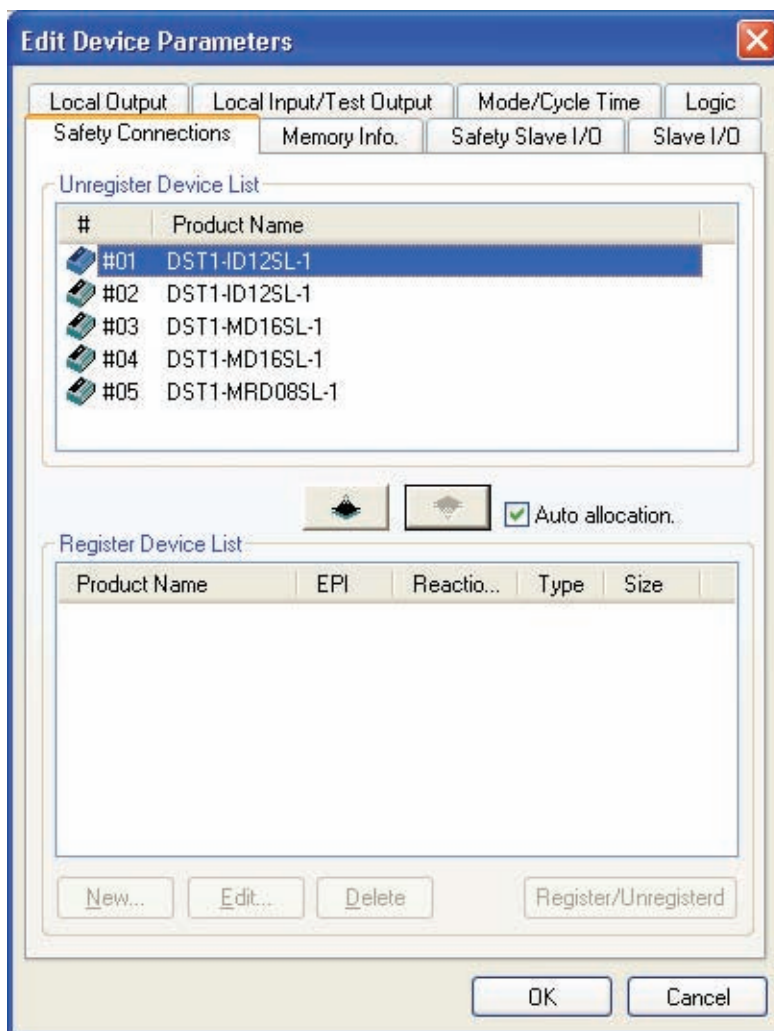 Edit Device Parameters
Local Output Local Input/Test Output Mode/Cycle Time Logic
Safety Connections Memory Info. Safety Slave I/O Slave I/O
Unregister Device List
# Product Name
#01 DST1-ID12SL-1
#02 DST1-ID12SL-1
#03 DST1-MD16SL-1
#04 DST1-MD16SL-1
#05 DST1-MRD08SL-1
Auto allocation.
Register Device List
Product Name EPI Reactio... Type Size
New... Edit... Delete Register/Unregisterd
OK Cancel